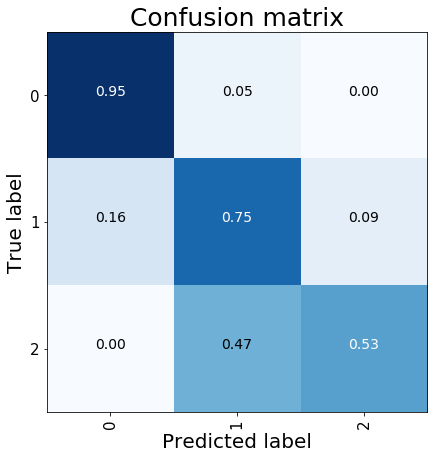 Confusion matrix
True label
0
0.95 0.05 0.00
1
0.16 0.75 0.09
2
0.00 0.47 0.53
0 1 2
Predicted label